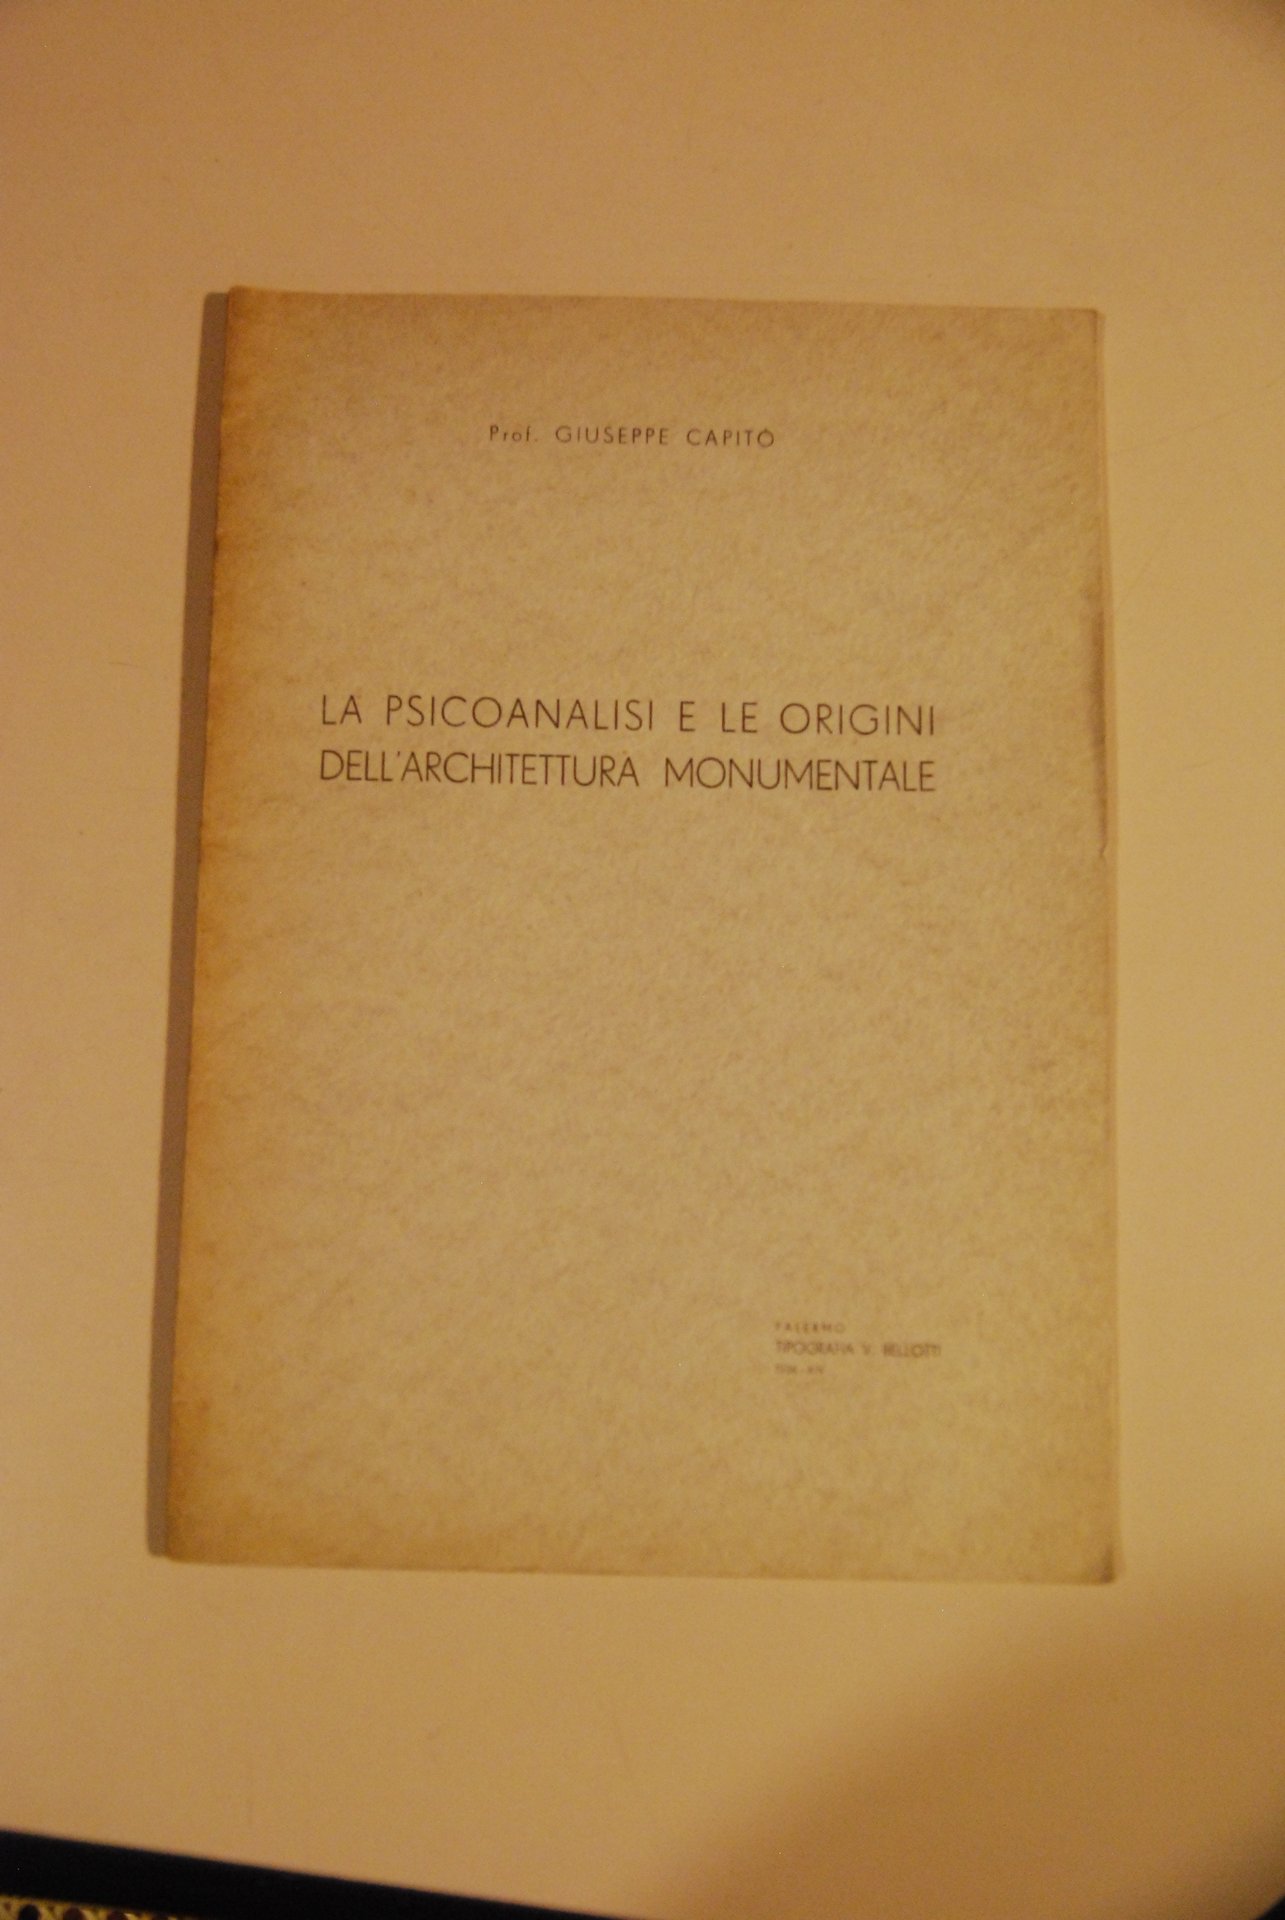 Prof. GIUSEPPE CAPITÒ
LA PSICOANALISI E LE ORIGINI
DELL'ARCHITETTURA MONUMENTALE
PALERMO
TIPOGRAFIA V. BELLOTTI